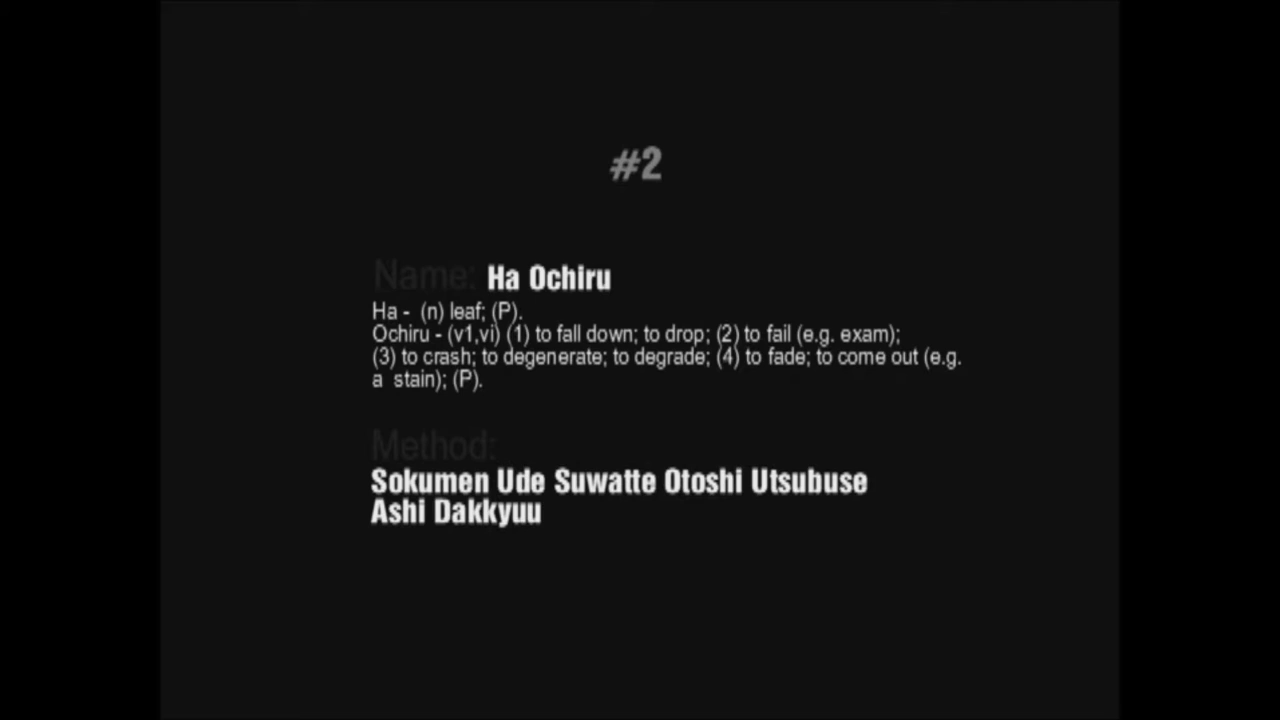 #2
Name: Ha Ochiru
Ha - (n) leaf; (P).
Ochiru - (v1,vi) (1) to fall down; to drop; (2) to fail (e.g. exam);
(3) to crash; to degenerate; to degrade; (4) to fade; to come out (e.g.
a stain); (P).
Method:
Sokumen Ude Suwatte Otoshi Utsubuse
Ashi Dakkyuu